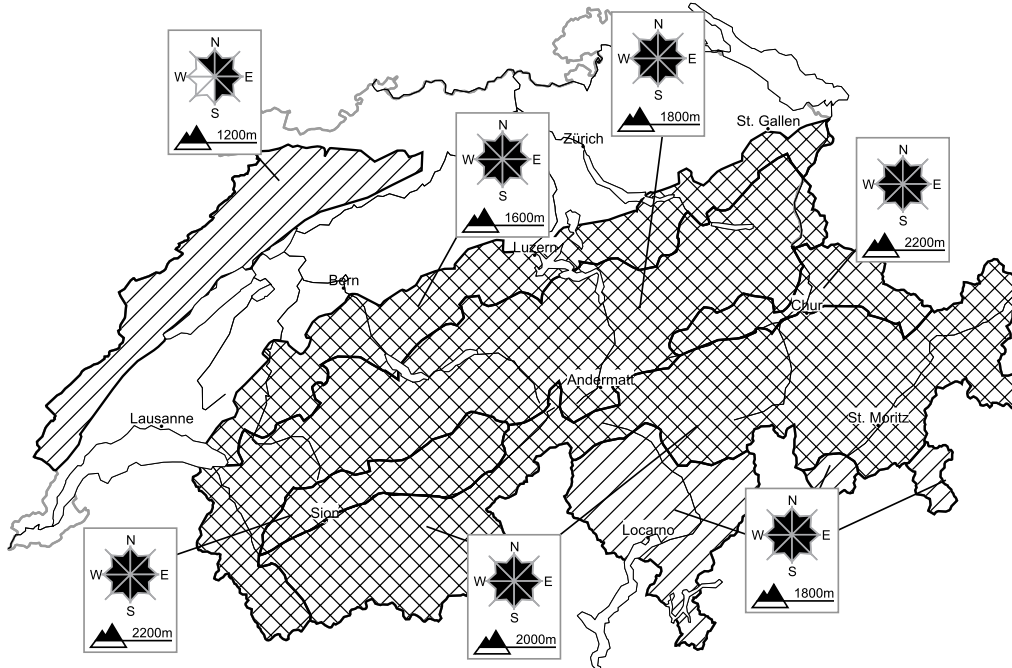 N
W E
S
1200m
N
W E
S
1800m
St. Gallen
Zürich
N
W E
S
1600m
N
W E
S
2200m
Luzern
Bern
Chur
Andermatt
Lausanne
St. Moritz
Sion
Locarno
N
W E
S
1800m
N
W E
S
2200m
N
W E
S
2000m